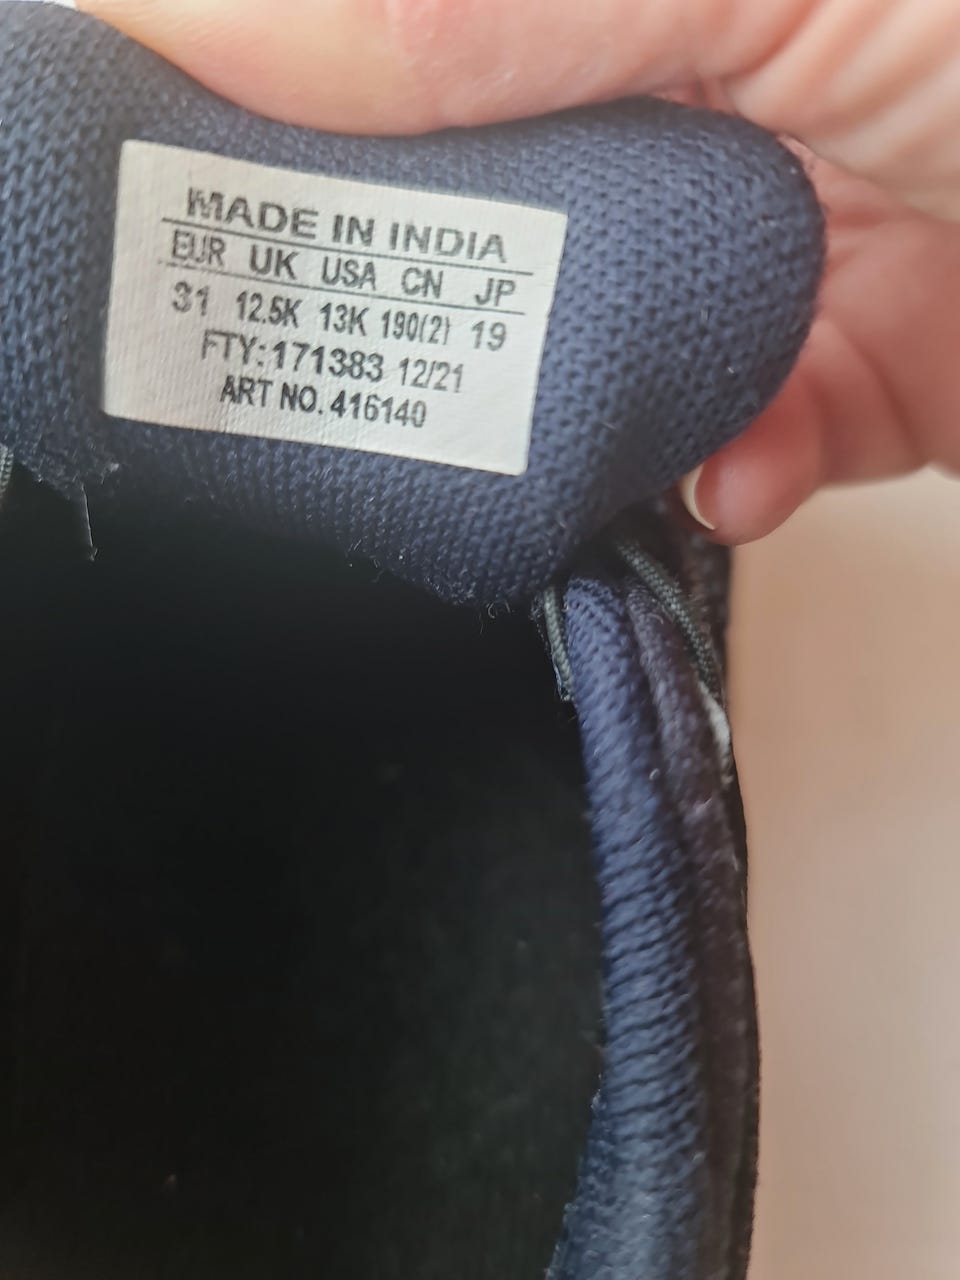 MADE IN INDIA
EUR UK USA CN JP
31 12.5K 13K 190(2) 19
FTY:171383 12/21
ART NO. 416140